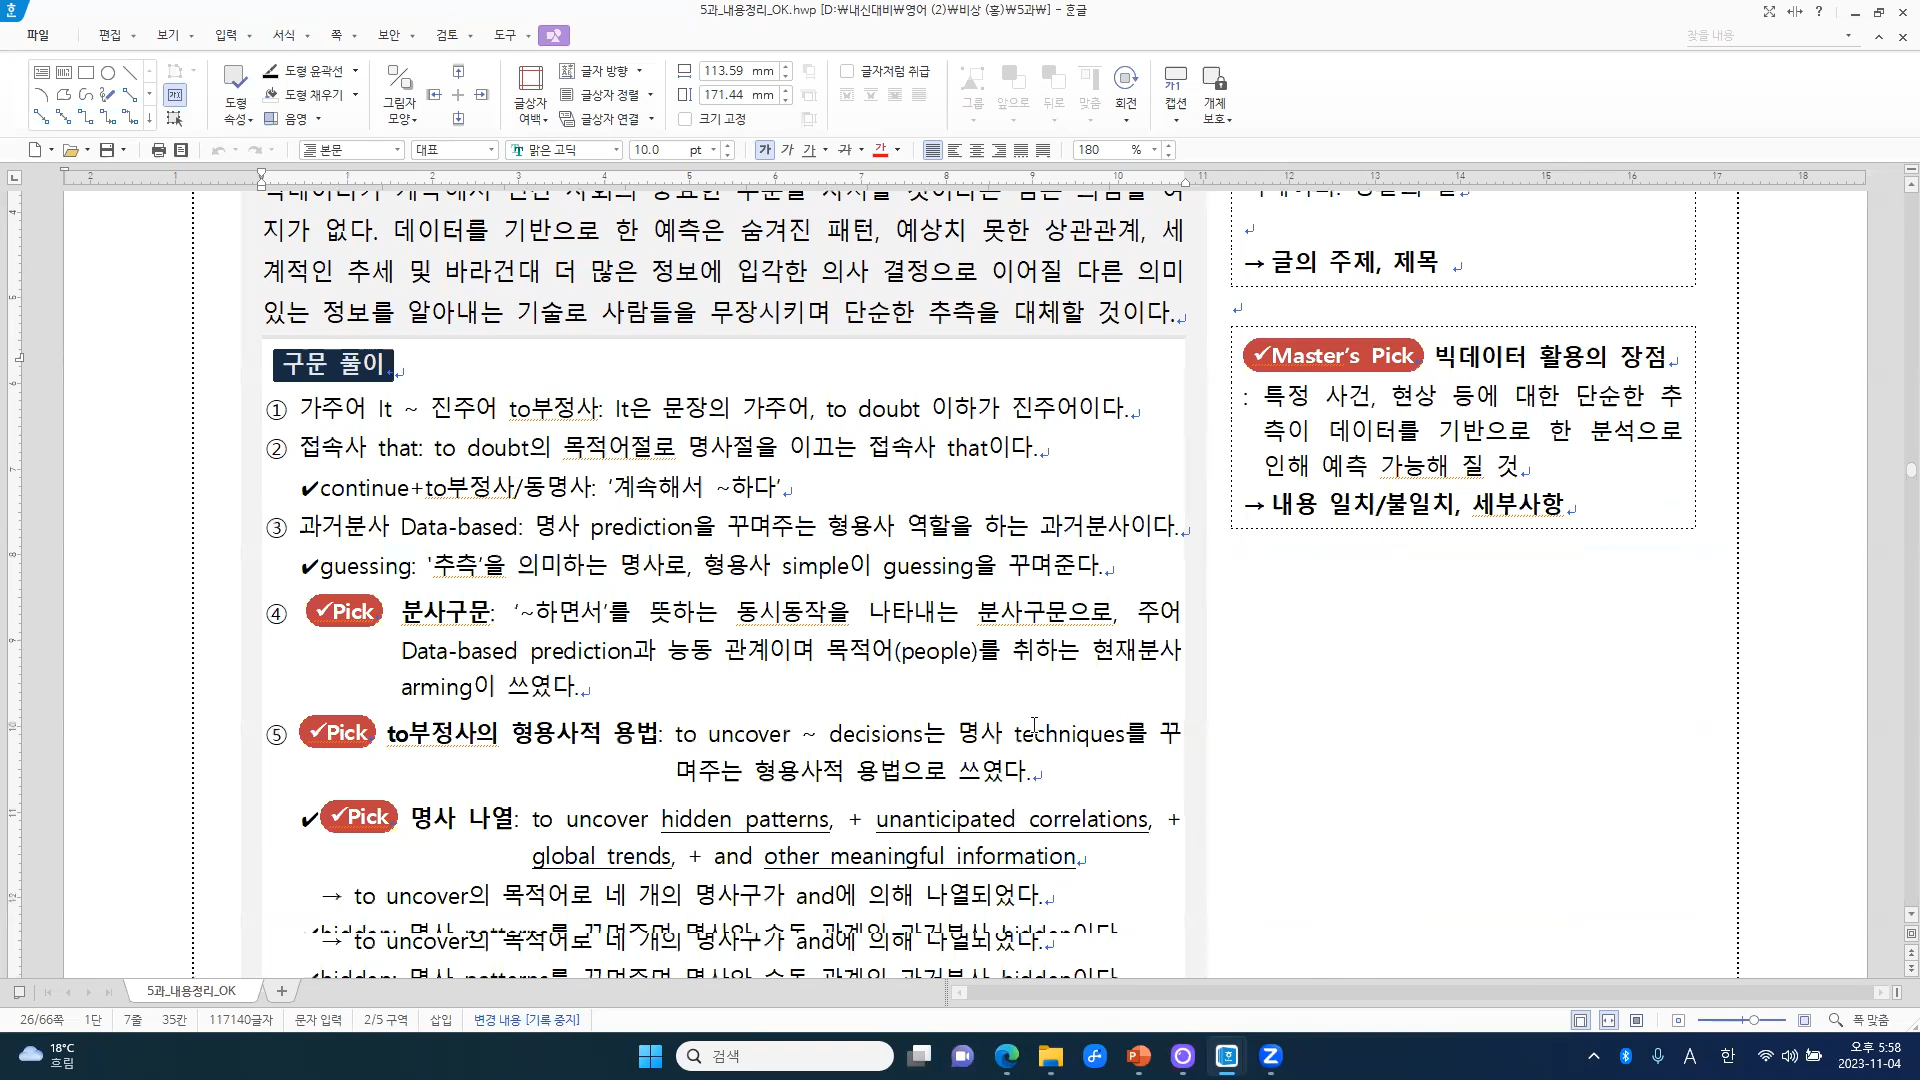 5과_내용정리_OK.hwp [D:₩내신대비₩영어 (2)₩비상 (홍)₩5과₩] - 한글
파일 편집 보기 입력 서식 쪽 보안 검토 도구
찾을 내용
도형 속성
도형 윤곽선
도형 채우기
음영
그림자 모양
글상자 여백
글자 방향
글상자 정렬
글상자 연결
113.59 mm
171.44 mm
크기 고정
글자처럼 취급
그룹
앞으로
뒤로
맞춤
회전
캡션
개체 보호
본문 대표 맑은 고딕 10.0 pt 가 가 가 가 가 180 %
지가 없다. 데이터를 기반으로 한 예측은 숨겨진 패턴, 예상치 못한 상관관계, 세
계적인 추세 및 바라건대 더 많은 정보에 입각한 의사 결정으로 이어질 다른 의미
있는 정보를 알아내는 기술로 사람들을 무장시키며 단순한 추측을 대체할 것이다.
구문 풀이
① 가주어 It ~ 진주어 to부정사: It은 문장의 가주어, to doubt 이하가 진주어이다.
② 접속사 that: to doubt의 목적어절로 명사절을 이끄는 접속사 that이다.
✔continue+to부정사/동명사: ‘계속해서 ~하다’
③ 과거분사 Data-based: 명사 prediction을 꾸며주는 형용사 역할을 하는 과거분사이다.
✔guessing: '추측’을 의미하는 명사로, 형용사 simple이 guessing을 꾸며준다.
④ ✓Pick 분사구문: ‘~하면서’를 뜻하는 동시동작을 나타내는 분사구문으로, 주어
Data-based prediction과 능동 관계이며 목적어(people)를 취하는 현재분사
arming이 쓰였다.
⑤ ✓Pick to부정사의 형용사적 용법: to uncover ~ decisions는 명사 techniques를 꾸
며주는 형용사적 용법으로 쓰였다.
✔ ✓Pick 명사 나열: to uncover hidden patterns, + unanticipated correlations, +
global trends, + and other meaningful information
→ to uncover의 목적어로 네 개의 명사구가 and에 의해 나열되었다.
→ to uncover의 목적어로 네 개의 명사구가 and에 의해 나열되었다.
→ 글의 주제, 제목
✓Master’s Pick 빅데이터 활용의 장점
: 특정 사건, 현상 등에 대한 단순한 추
측이 데이터를 기반으로 한 분석으로
인해 예측 가능해 질 것
→ 내용 일치/불일치, 세부사항
5과_내용정리_OK
26/66쪽 1단 7줄 35칸 117140글자 문자 입력 2/5 구역 삽입 변경 내용 [기록 중지] 폭 맞춤
18°C
흐림
검색
A 한
오후 5:58
2023-11-04